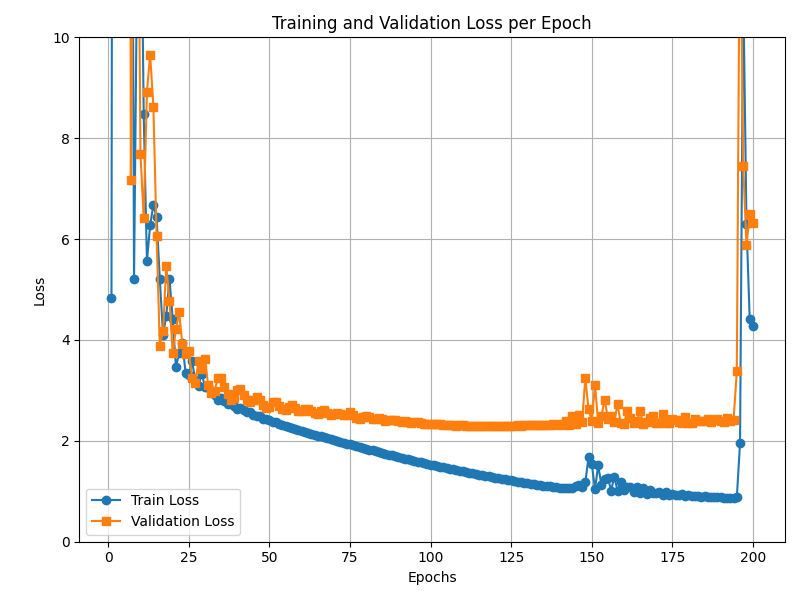 Training and Validation Loss per Epoch
10
8
6
4
2
0
Loss
Train Loss
Validation Loss
0 25 50 75 100 125 150 175 200
Epochs